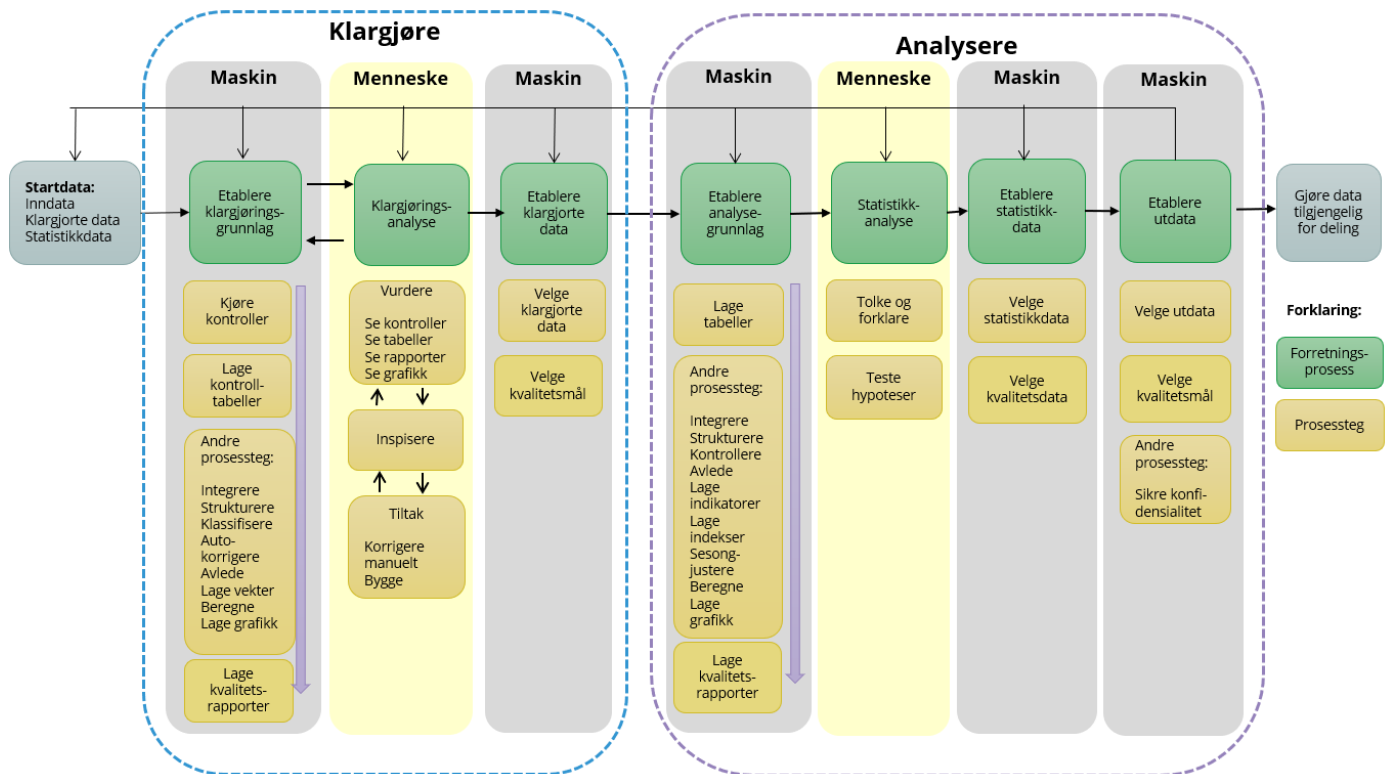 Klargjøre
Analysere
Maskin
Menneske
Maskin
Maskin
Menneske
Maskin
Maskin
Startdata:
Inndata
Klargjorte data
Statistikkdata
Etablere
klargjørings-
grunnlag
Klargjørings-
analyse
Etablere
klargjorte
data
Etablere
analyse-
grunnlag
Statistikk-
analyse
Etablere
statistikk-
data
Etablere
utdata
Gjøre data
tilgjengelig
for deling
Kjøre
kontroller
Lage
kontroll-
tabeller
Andre
prosessteg:
Integrere
Strukturere
Klassifisere
Auto-
korrigere
Avlede
Lage vekter
Beregne
Lage grafikk
Lage
kvalitets-
rapporter
Vurdere
Se kontroller
Se tabeller
Se rapporter
Se grafikk
Inspisere
Tiltak
Korrigere
manuelt
Bygge
Velge
klargjorte
data
Velge
kvalitetsmål
Lage
tabeller
Andre
prosessteg:
Integrere
Strukturere
Kontrollere
Avlede
Lage
indikatorer
Lage
indekser
Sesong-
justere
Beregne
Lage
grafikk
Lage
kvalitets-
rapporter
Tolke og
forklare
Teste
hypoteser
Velge
statistikkdata
Velge
kvalitetsdata
Velge utdata
Velge
kvalitetsmål
Andre
prosessteg:
Sikre konfi-
densialitet
Forklaring:
Forretnings-
prosess
Prosessteg